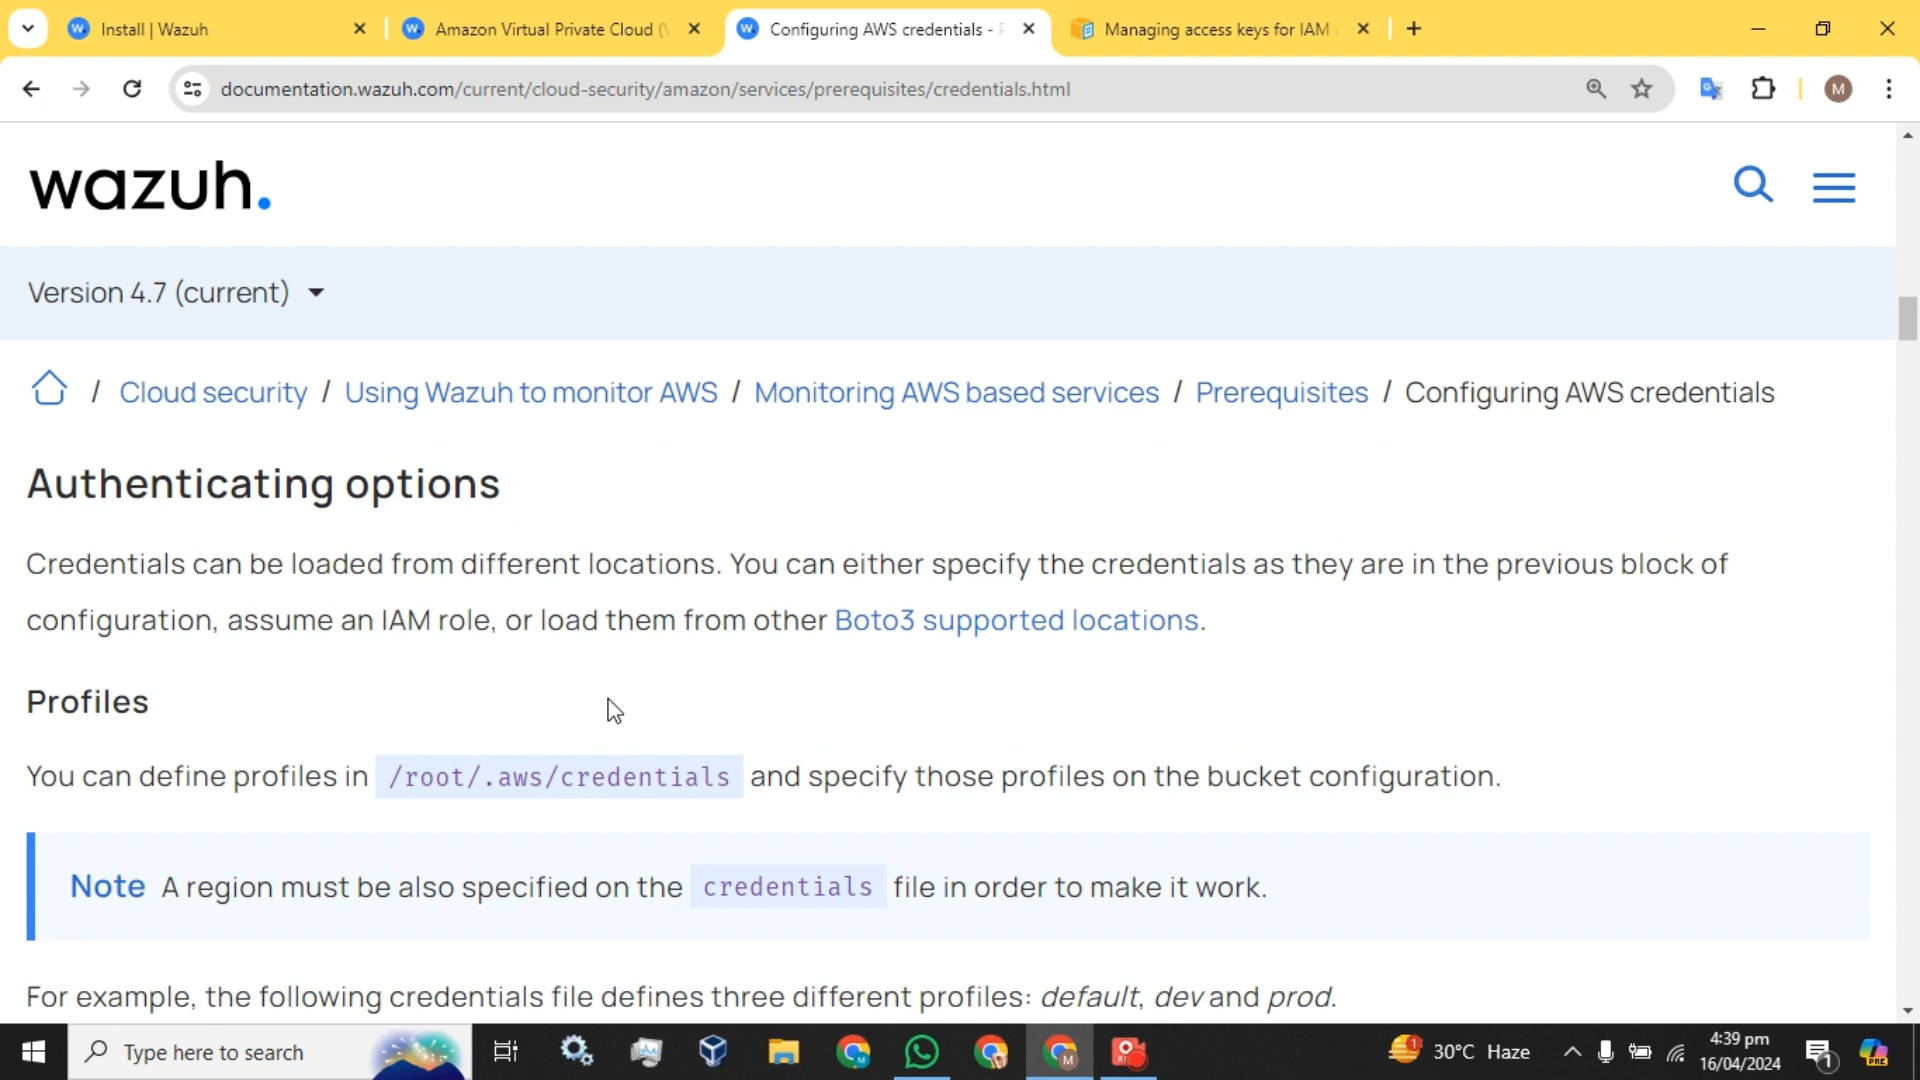 Install | Wazuh
Amazon Virtual Private Cloud (
Configuring AWS credentials -
Managing access keys for IAM
documentation.wazuh.com/current/cloud-security/amazon/services/prerequisites/credentials.html
M
wazuh.
Version 4.7 (current)
/ Cloud security / Using Wazuh to monitor AWS / Monitoring AWS based services / Prerequisites / Configuring AWS credentials
Authenticating options
Credentials can be loaded from different locations. You can either specify the credentials as they are in the previous block of
configuration, assume an IAM role, or load them from other Boto3 supported locations.
Profiles
You can define profiles in /root/.aws/credentials and specify those profiles on the bucket configuration.
Note A region must be also specified on the credentials file in order to make it work.
For example, the following credentials file defines three different profiles: default, dev and prod.
Type here to search
30°C Haze
4:39 pm
16/04/2024